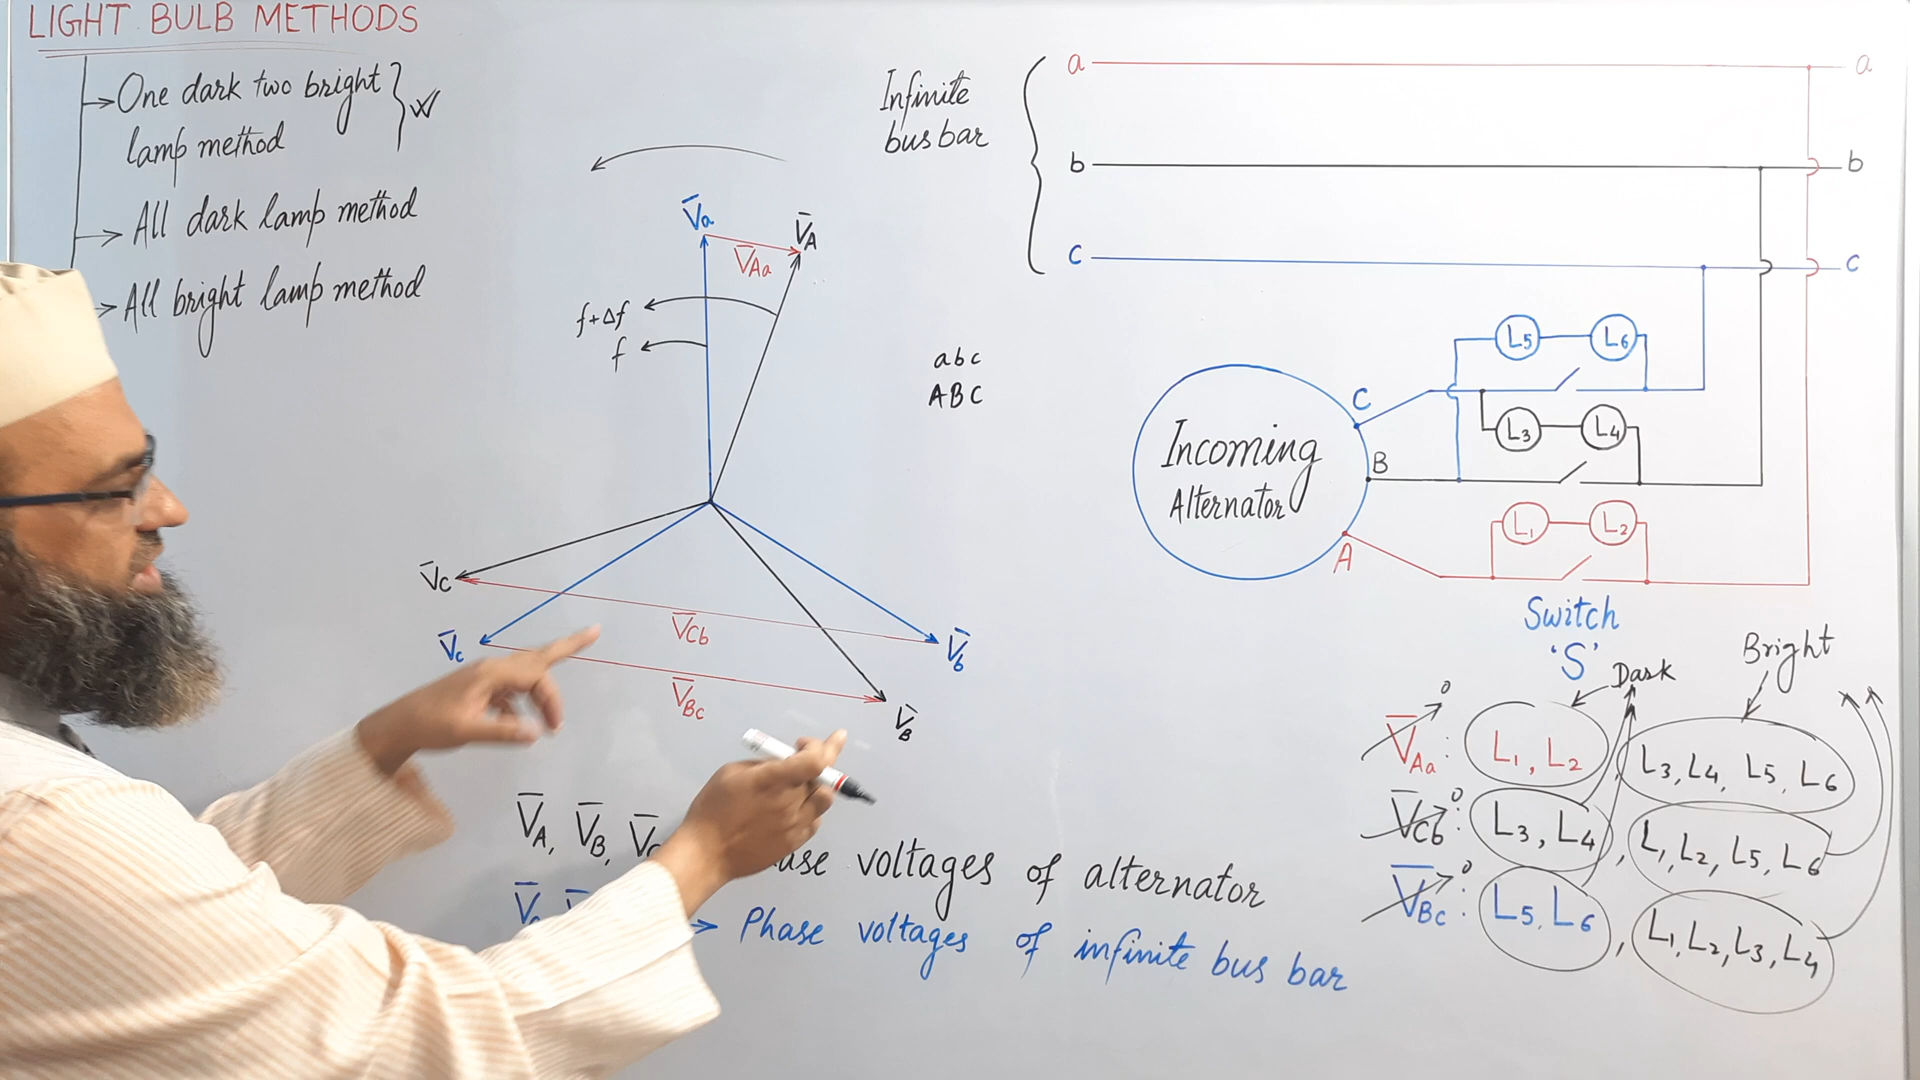 LIGHT BULB METHODS
One dark two bright
lamp method
All dark lamp method
All bright lamp method
Infinite
bus bar
a
a
b
b
c
c
V̄a
V̄A
V̄Aa
f+Δf
f
abc
ABC
V̄C
V̄Cb
V̄c
V̄Bc
V̄b
V̄B
L5
L6
L3
L4
L1
L2
C
B
A
Incoming
Alternator
Switch
'S'
Dark
Bright
V̄Aa 0 : L1, L2, L3, L4, L5, L6
V̄Cb 0 : L3, L4, L1, L2, L5, L6
V̄Bc 0 : L5, L6, L1, L2, L3, L4
V̄A, V̄B, V̄C voltages of alternator
→ Phase voltages of infinite bus bar